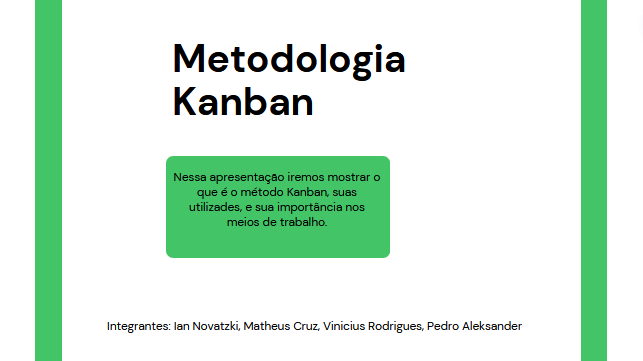 Metodologia
Kanban
Nessa apresentação iremos mostrar o
que é o método Kanban, suas
utilizades, e sua importância nos
meios de trabalho.
Integrantes: Ian Novatzki, Matheus Cruz, Vinicius Rodrigues, Pedro Aleksander